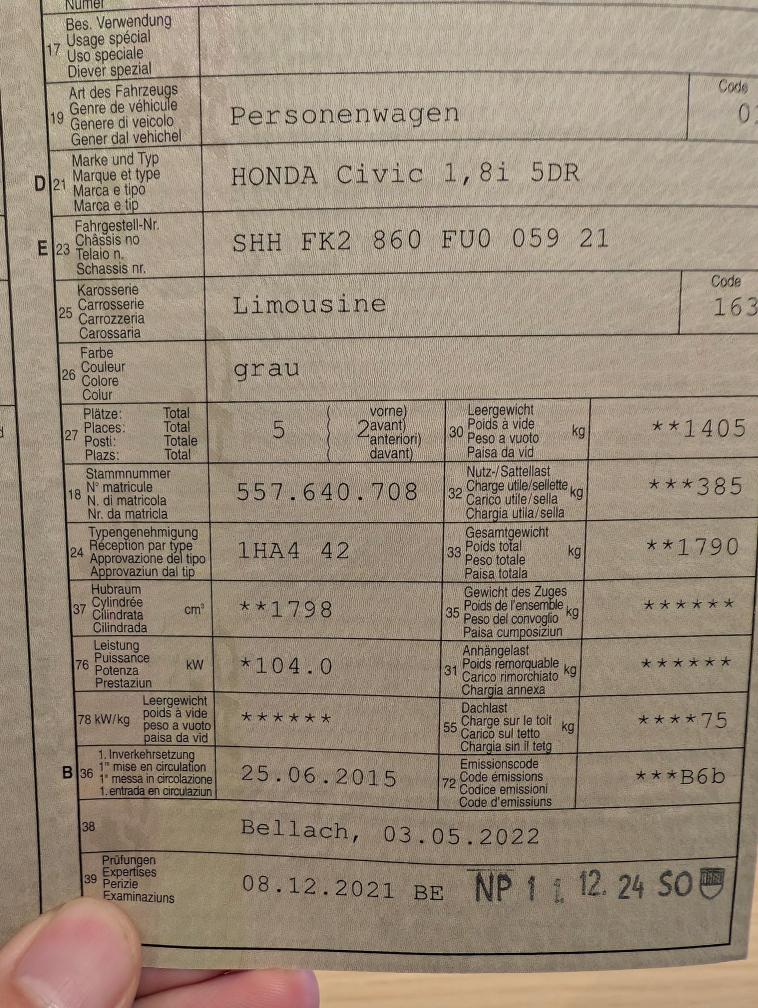 Numer
17
Bes. Verwendung
Usage spécial
Uso speciale
Diever spezial
19
Art des Fahrzeugs
Genre de véhicule
Genere di veicolo
Gener dal vehichel
Personenwagen
Code
D 21
Marke und Typ
Marque et type
Marca e tipo
Marca e tip
HONDA Civic 1,8i 5DR
E 23
Fahrgestell-Nr.
Châssis no
Telaio n.
Schassis nr.
SHH FK2 860 FU0 059 21
25
Karosserie
Carrosserie
Carrozzeria
Carossaria
Limousine
Code
163
26
Farbe
Couleur
Colore
Colur
grau
27
Plätze: Total
Places: Total
Posti: Totale
Plazs: Total
5
( vorne)
2 avant)
anteriori)
davant)
30
Leergewicht
Poids à vide
Peso a vuoto
Paisa da vid
kg
**1405
18
Stammnummer
N° matricule
N. di matricola
Nr. da matricla
557.640.708
32
Nutz-/Sattellast
Charge utile/sellette
Carico utile/sella
Chargia utila/sella
kg
***385
24
Typengenehmigung
Réception par type
Approvazione del tipo
Approvaziun dal tip
1HA4 42
33
Gesamtgewicht
Poids total
Peso totale
Paisa totala
kg
**1790
37
Hubraum
Cylindrée
Cilindrata
Cilindrada
cm³
**1798
35
Gewicht des Zuges
Poids de l'ensemble
Peso del convoglio
Paisa cumposiziun
kg
******
76
Leistung
Puissance
Potenza
Prestaziun
kW
*104.0
31
Anhängelast
Poids remorquable
Carico rimorchiato
Chargia annexa
kg
******
78 kW/kg
Leergewicht
poids à vide
peso a vuoto
paisa da vid
******
55
Dachlast
Charge sur le toit
Carico sul tetto
Chargia sin il tetg
kg
****75
B 36
1. Inverkehrsetzung
1re mise en circulation
1a messa in circolazione
1. entrada en circulaziun
25.06.2015
72
Emissionscode
Code émissions
Codice emissioni
Code d'emissiuns
***B6b
38
Bellach, 03.05.2022
39
Prüfungen
Expertises
Perizie
Examinaziuns
08.12.2021 BE
NP 1 1. 12. 24 SO